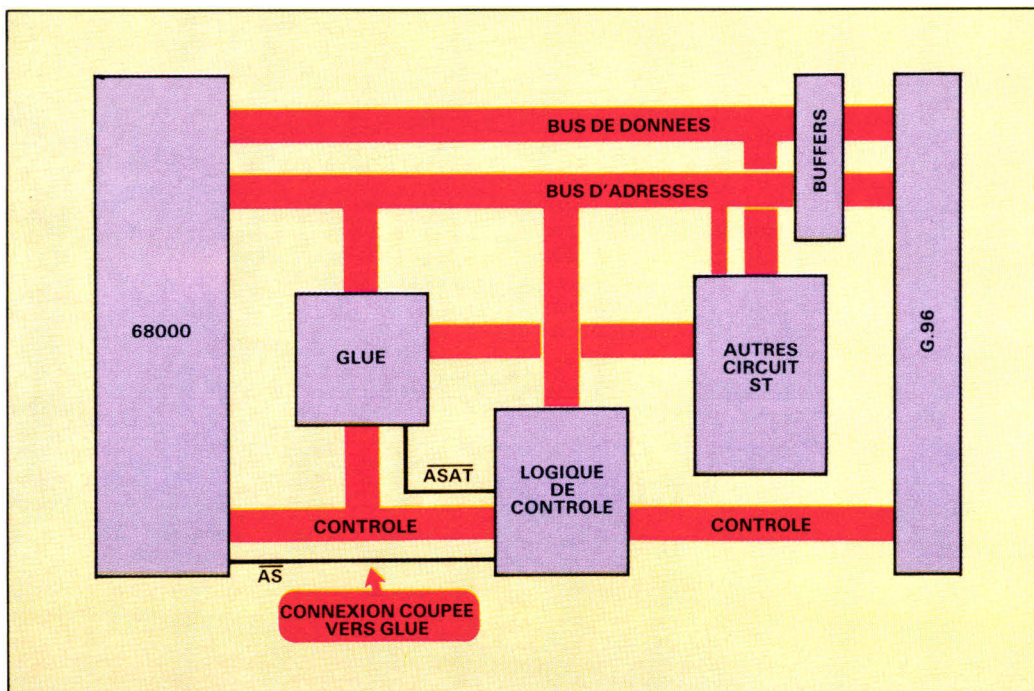 BUS DE DONNEES
BUFFERS
BUS D'ADRESSES
68000
GLUE
AUTRES
CIRCUIT
ST
G.96
ASAT
LOGIQUE
DE
CONTROLE
CONTROLE
CONTROLE
AS
CONNEXION COUPEE
VERS GLUE